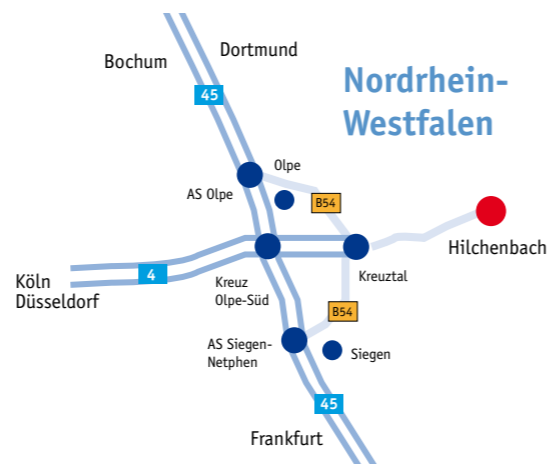 Dortmund
Bochum
Nordrhein-
Westfalen
45
Olpe
AS Olpe
B54
Hilchenbach
4
Köln
Düsseldorf
Kreuz
Olpe-Süd
Kreuztal
B54
AS Siegen-
Netphen
Siegen
45
Frankfurt